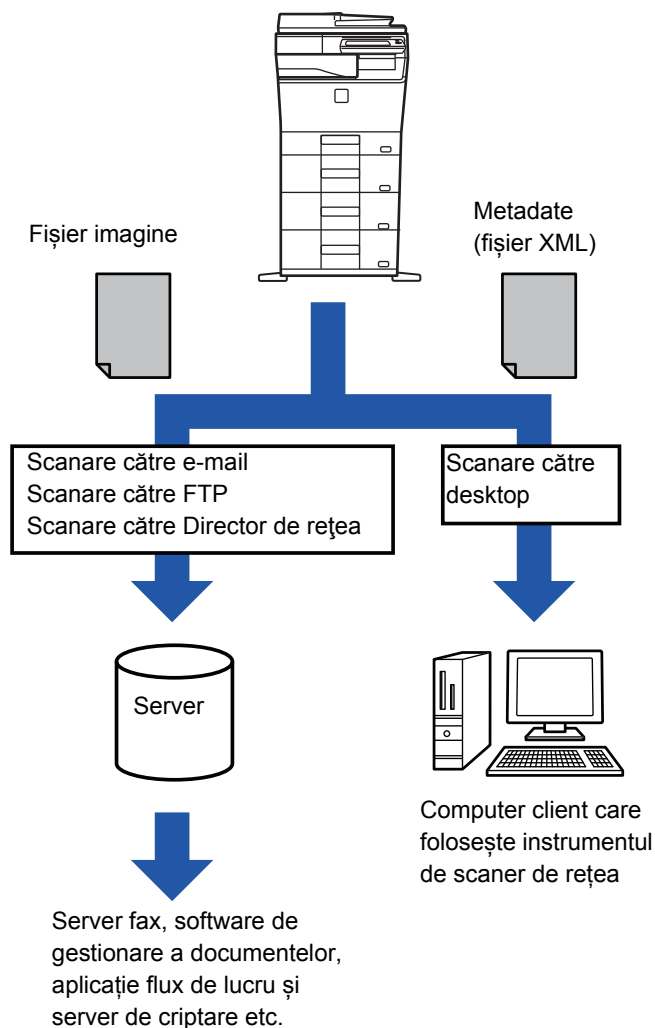 Fișier imagine
Metadate
(fișier XML)
Scanare către e-mail
Scanare către FTP
Scanare către Director de reţea
Scanare către
desktop
Server
Computer client care
folosește instrumentul
de scaner de rețea
Server fax, software de
gestionare a documentelor,
aplicație flux de lucru și
server de criptare etc.